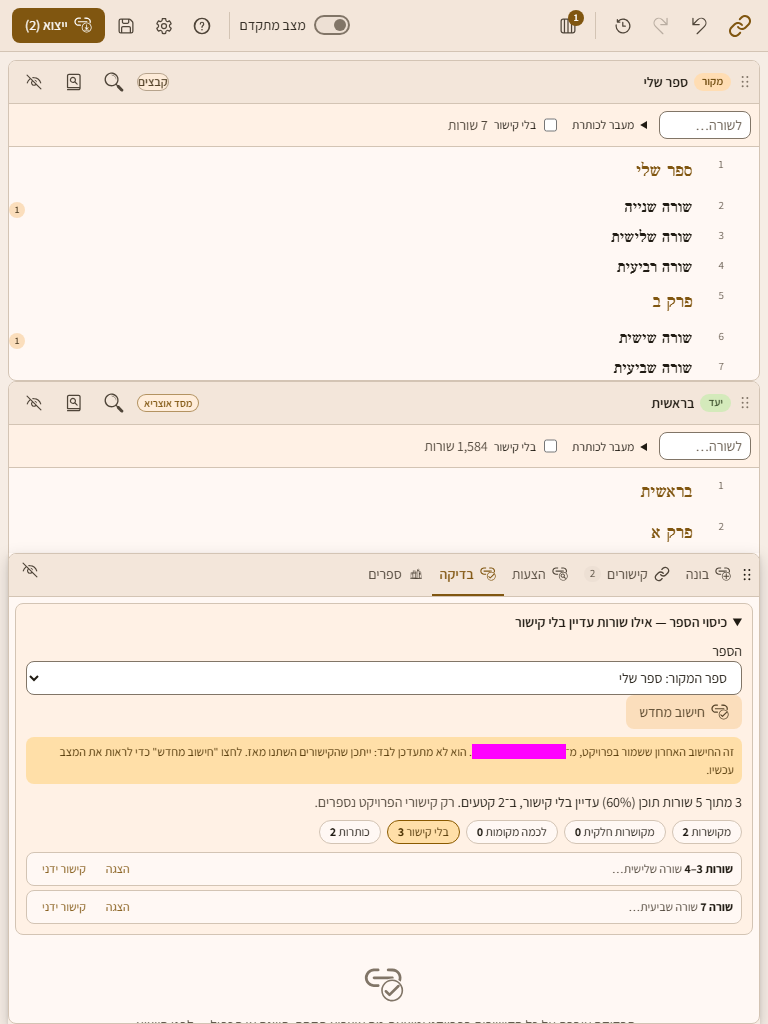 1
מצב מתקדם
ייצוא (2)
מקור ספר שלי קבצים
לשורה... מעבר לכותרת בלי קישור 7 שורות
1 ספר שלי
2 שורה שנייה 1
3 שורה שלישית
4 שורה רביעית
5 פרק ב
6 שורה שישית 1
7 שורה שביעית
יעד בראשית מסד אוצריא
לשורה... מעבר לכותרת בלי קישור 1,584 שורות
1 בראשית
2 פרק א
בונה קישורים 2 הצעות בדיקה ספרים
כיסוי הספר — אילו שורות עדיין בלי קישור
הספר
ספר המקור: ספר שלי
חישוב מחדש
זה החישוב האחרון ששמור בפרויקט, מ־ . הוא לא מתעדכן לבד: ייתכן שהקישורים השתנו מאז. לחצו "חישוב מחדש" כדי לראות את המצב
עכשיו.
3 מתוך 5 שורות תוכן (60%) עדיין בלי קישור, ב־2 קטעים. רק קישורי הפרויקט נספרים.
מקושרות 2 מקושרות חלקית 0 לכמה מקומות 0 בלי קישור 3 כותרות 2
שורות 3–4 שורה שלישית... הצגה קישור ידני
שורה 7 שורה שביעית... הצגה קישור ידני